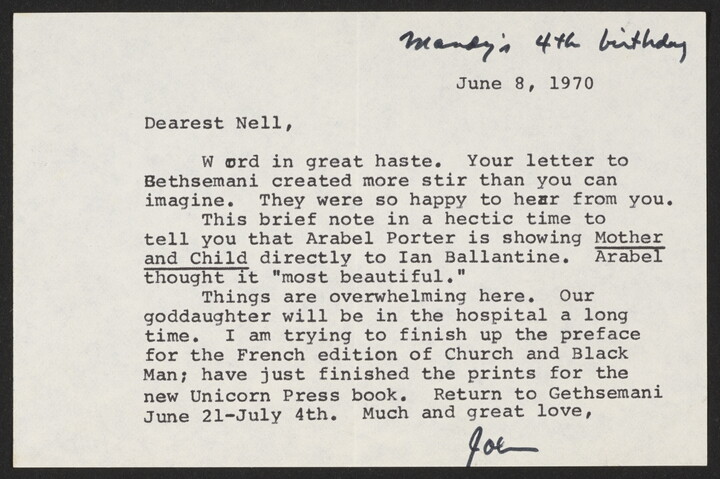 Mandy's 4th birthday
June 8, 1970
Dearest Nell,
W ord in great haste. Your letter to
Bethsemani created more stir than you can
imagine. They were so happy to hear from you.
This brief note in a hectic time to
tell you that Arabel Porter is showing Mother
and Child directly to Ian Ballantine. Arabel
thought it "most beautiful."
Things are overwhelming here. Our
goddaughter will be in the hospital a long
time. I am trying to finish up the preface
for the French edition of Church and Black
Man; have just finished the prints for the
new Unicorn Press book. Return to Gethsemani
June 21-July 4th. Much and great love,
John